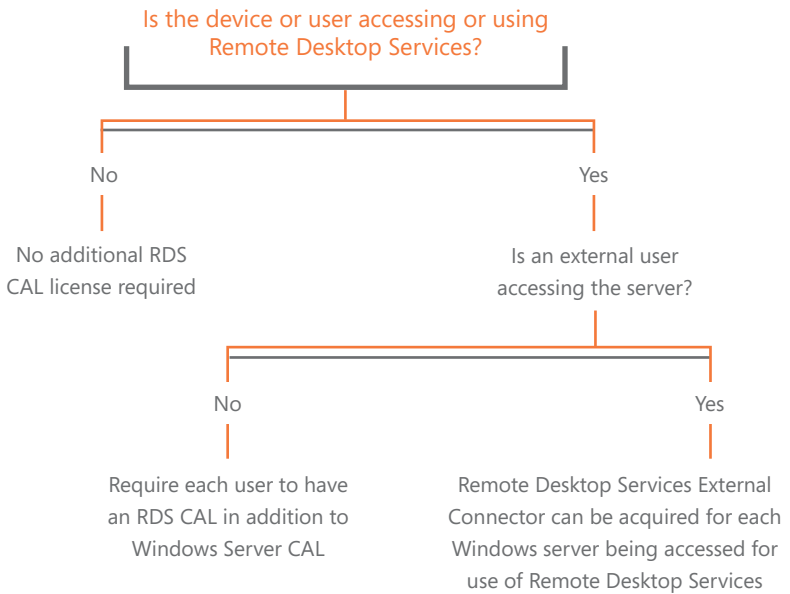 Is the device or user accessing or using
Remote Desktop Services?
No
Yes
No additional RDS
CAL license required
Is an external user
accessing the server?
No
Yes
Require each user to have
an RDS CAL in addition to
Windows Server CAL
Remote Desktop Services External
Connector can be acquired for each
Windows server being accessed for
use of Remote Desktop Services